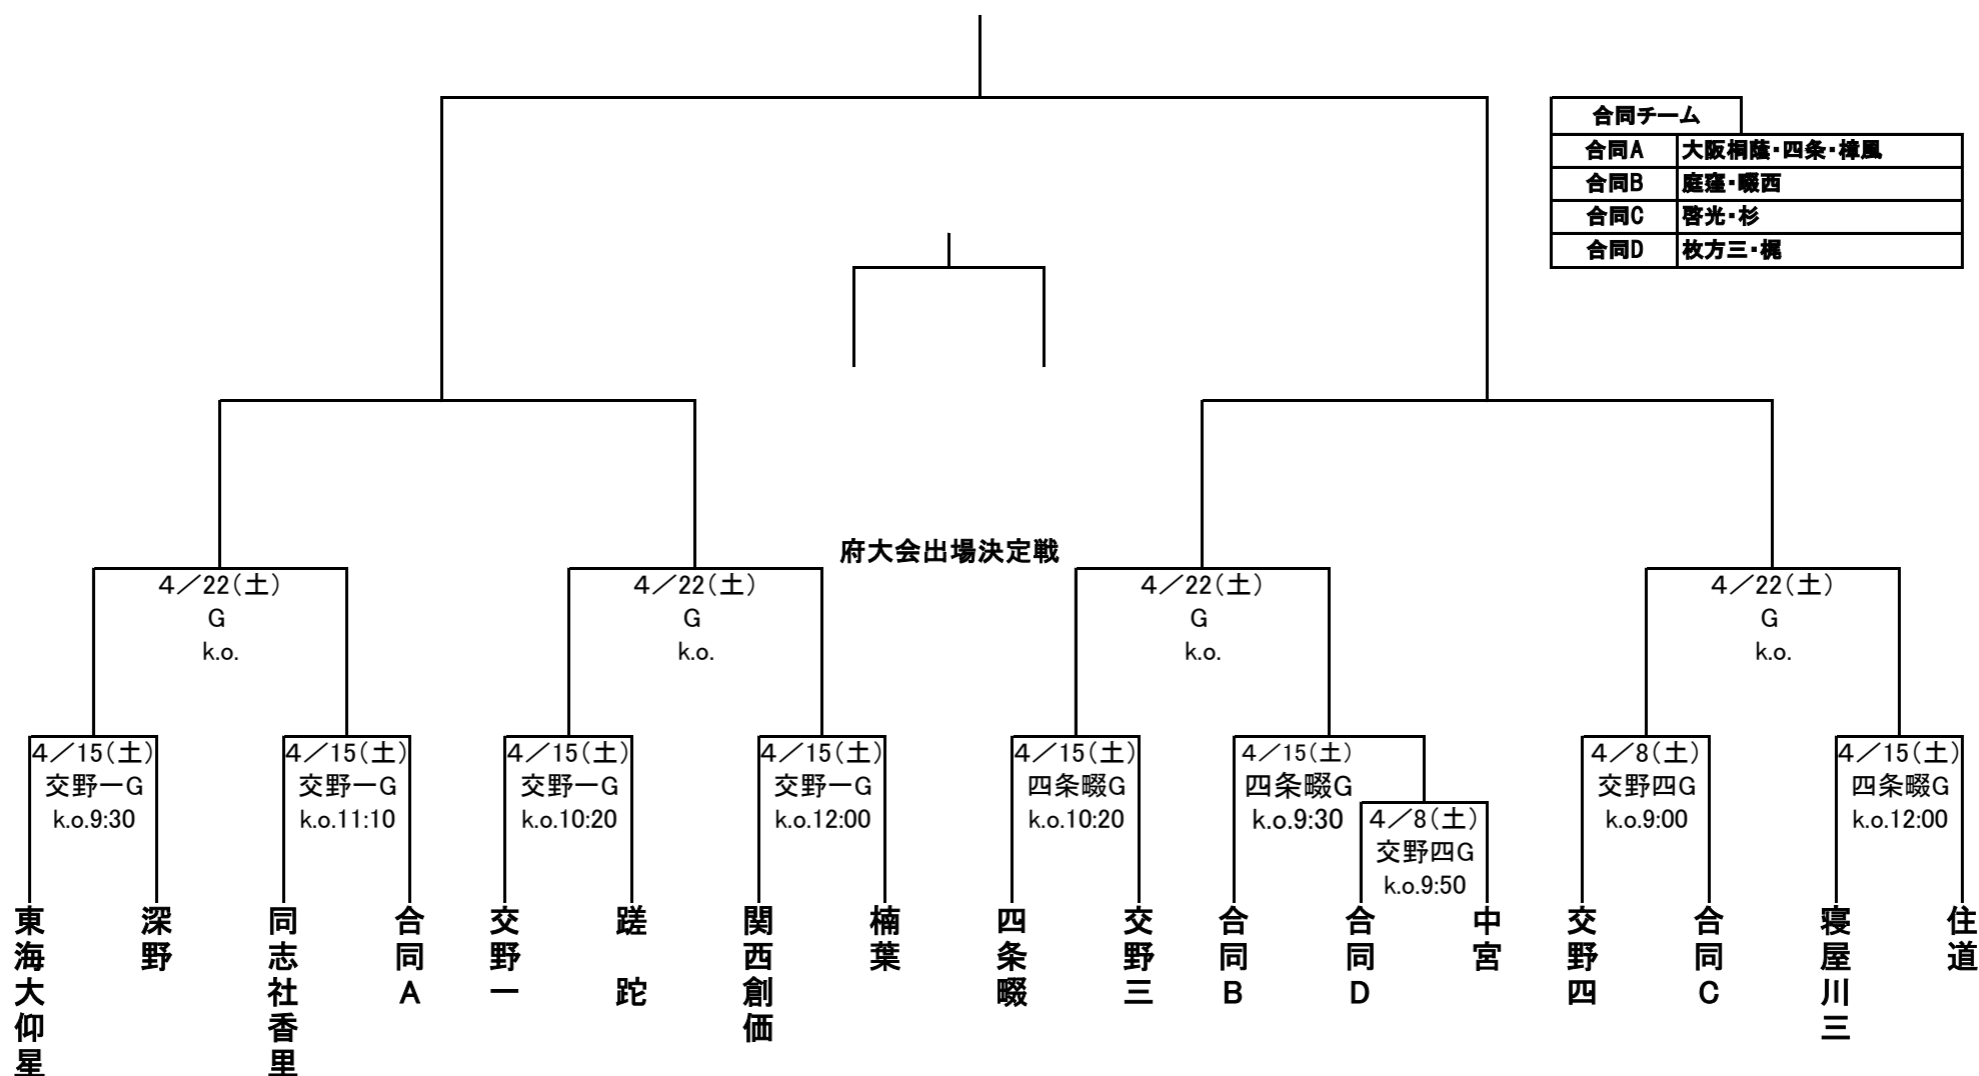 合同チーム
合同A 大阪桐蔭・四条・樟風
合同B 庭窪・畷西
合同C 啓光・杉
合同D 枚方三・梶
府大会出場決定戦
4／22(土)
G
k.o.
4／22(土)
G
k.o.
4／22(土)
G
k.o.
4／22(土)
G
k.o.
4／15(土)
交野一G
k.o.9:30
4／15(土)
交野一G
k.o.11:10
4／15(土)
交野一G
k.o.10:20
4／15(土)
交野一G
k.o.12:00
4／15(土)
四条畷G
k.o.10:20
4／15(土)
四条畷G
k.o.9:30
4／8(土)
交野四G
k.o.9:50
4／8(土)
交野四G
k.o.9:00
4／15(土)
四条畷G
k.o.12:00
東海大仰星
深野
同志社香里
合同A
交野一
蹉跎
関西創価
楠葉
四条畷
交野三
合同B
合同D
中宮
交野四
合同C
寝屋川三
住道